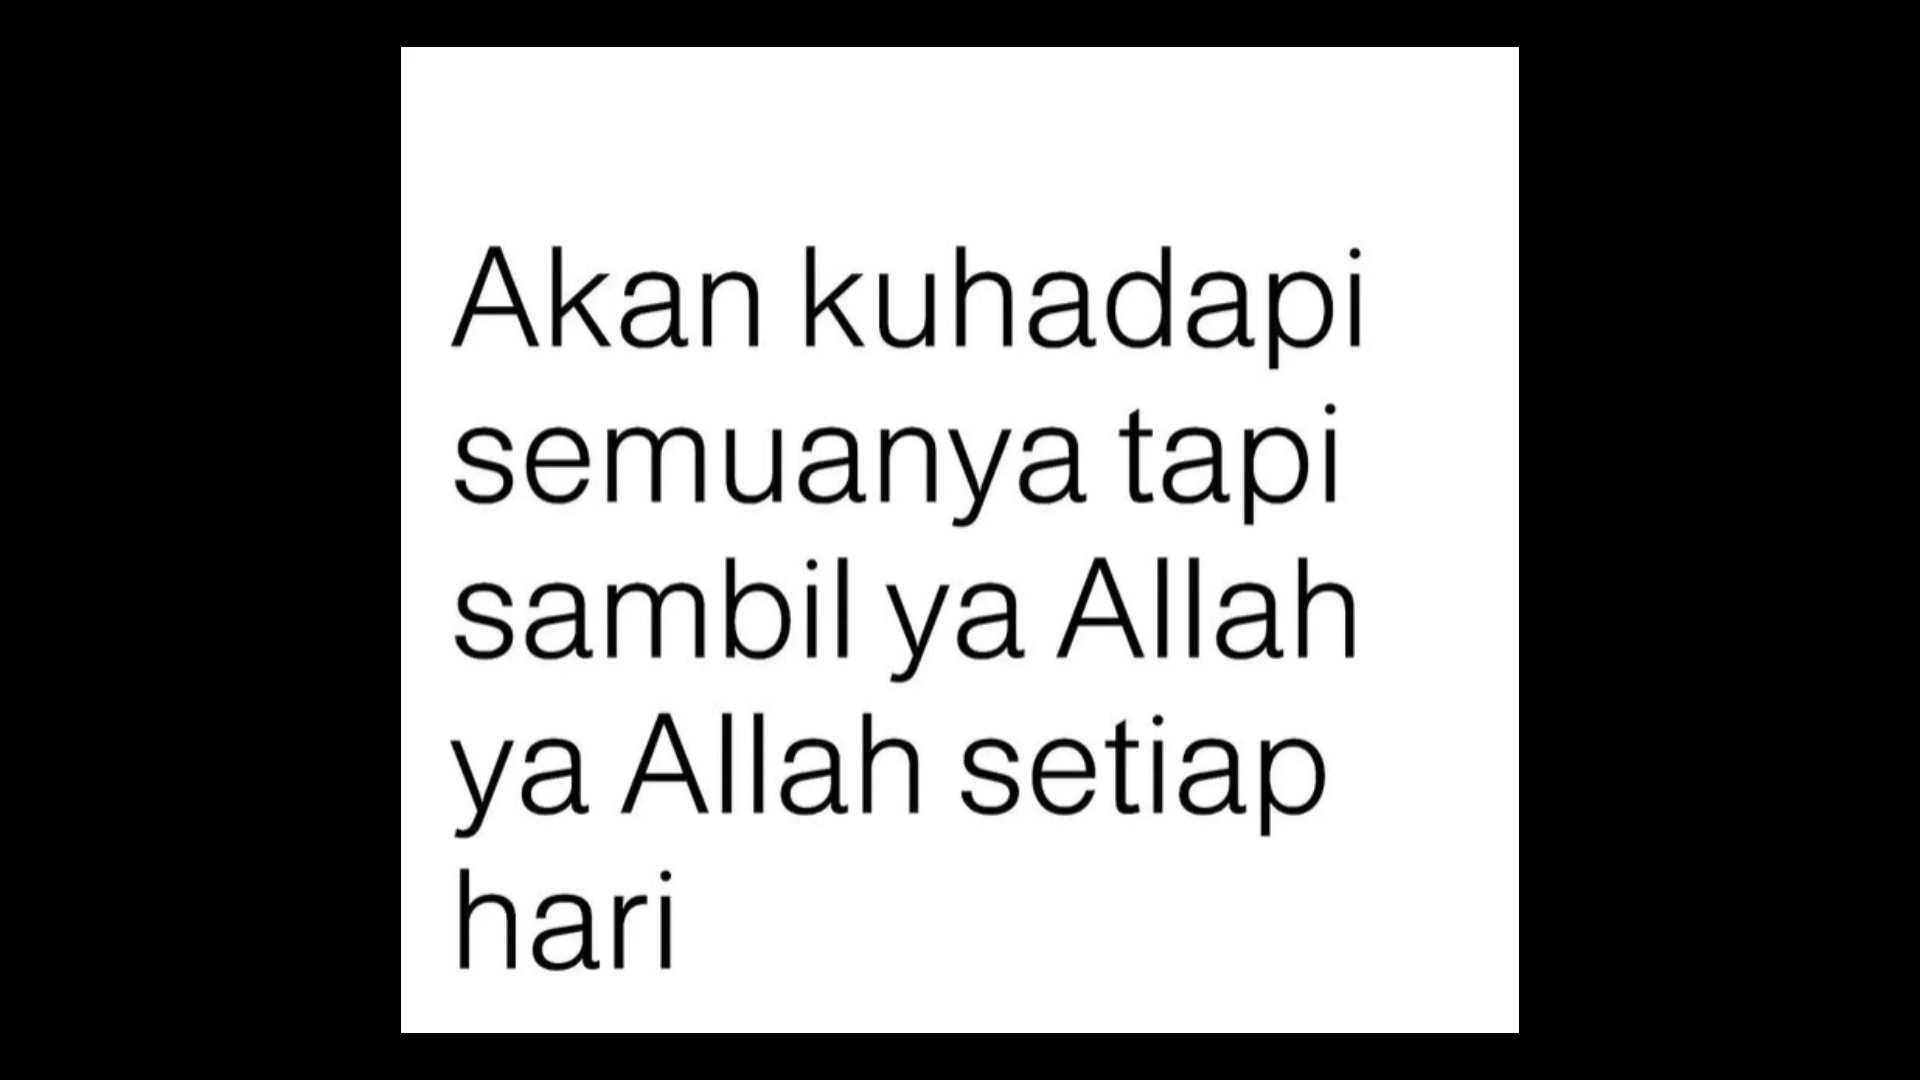 Akan kuhadapi
semuanya tapi
sambil ya Allah
ya Allah setiap
hari